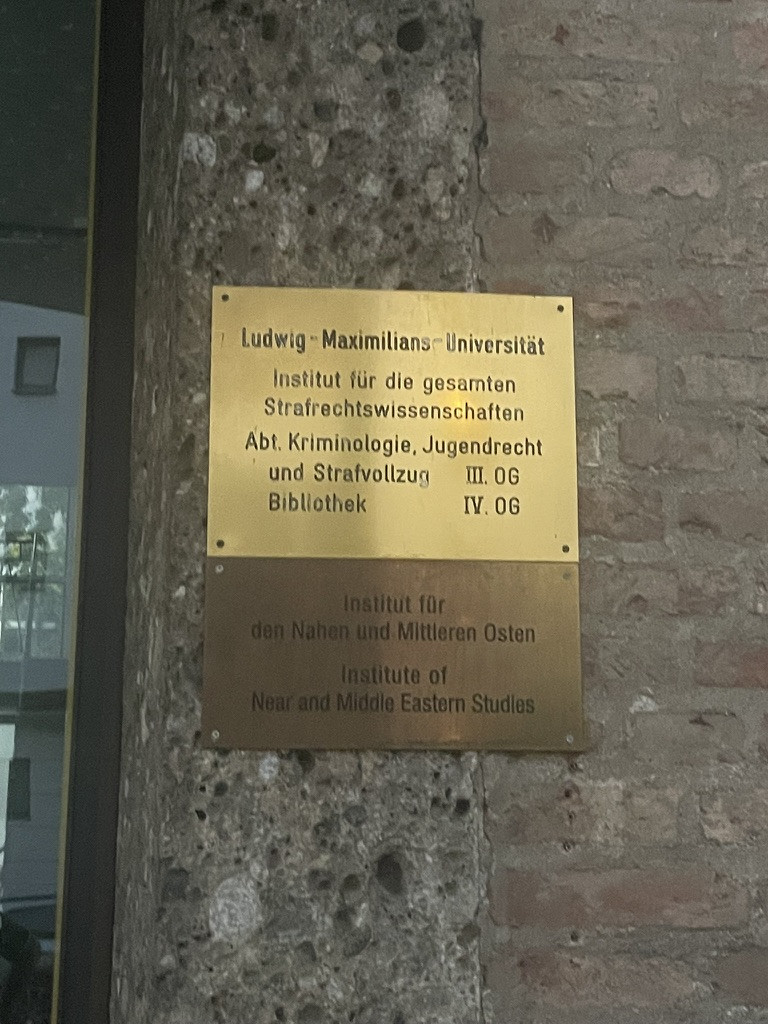 Ludwig-Maximilians-Universität
Institut für die gesamten
Strafrechtswissenschaften
Abt. Kriminologie, Jugendrecht
und Strafvollzug III. OG
Bibliothek IV. OG
Institut für
den Nahen und Mittleren Osten
Institute of
Near and Middle Eastern Studies